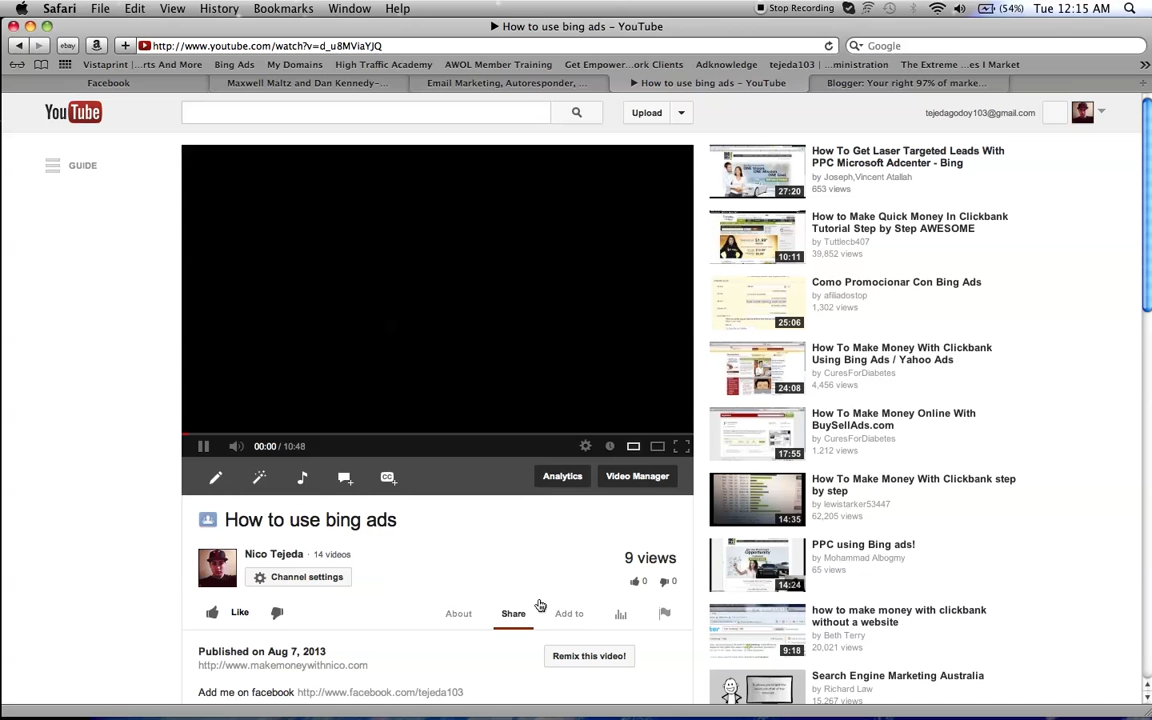 Safari File Edit View History Bookmarks Window Help Stop Recording (54%) Tue 12:15 AM
How to use bing ads - YouTube
ebay a http://www.youtube.com/watch?v=d_u8MViaYJQ Google
Vistaprint |...rts And More Bing Ads My Domains High Traffic Academy AWOL Member Training Get Empower...ork Clients Adknowledge tejeda103 | ...ministration The Extreme ...es I Market
Facebook Maxwell Maltz and Dan Kennedy-... Email Marketing, Autoresponder, ... How to use bing ads - YouTube Blogger: Your right 97% of marke...
YouTube Upload tejedagodoy103@gmail.com
GUIDE
00:00 / 10:48
CC
Analytics Video Manager
How to use bing ads
Nico Tejeda · 14 videos
Channel settings
9 views
0 0
Like About Share Add to
Published on Aug 7, 2013
http://www.makemoneywithnico.com
Remix this video!
Add me on facebook http://www.facebook.com/tejeda103
How To Get Laser Targeted Leads With
PPC Microsoft Adcenter - Bing
by Joseph,Vincent Atallah
653 views
27:20
How to Make Quick Money In Clickbank
Tutorial Step by Step AWESOME
by Tuttlecb407
39,852 views
10:11
Como Promocionar Con Bing Ads
by afiliadostop
1,302 views
25:06
How To Make Money With Clickbank
Using Bing Ads / Yahoo Ads
by CuresForDiabetes
4,456 views
24:08
How To Make Money Online With
BuySellAds.com
by CuresForDiabetes
1,212 views
17:55
How To Make Money With Clickbank step
by step
by lewistarker53447
62,205 views
14:35
PPC using Bing ads!
by Mohammad Albogmy
65 views
14:24
how to make money with clickbank
without a website
by Beth Terry
20,021 views
9:18
Search Engine Marketing Australia
by Richard Law
15,267 views